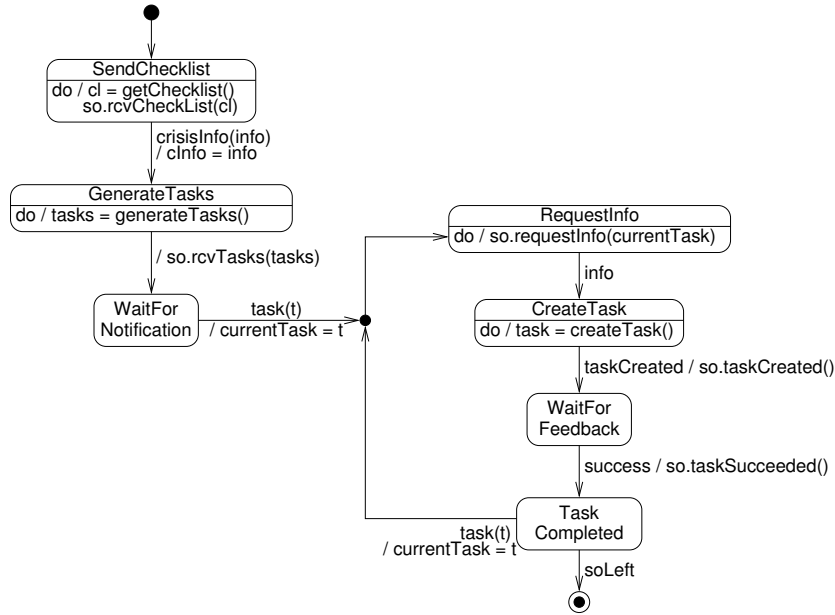 SendChecklist
do / cl = getChecklist()
so.rcvCheckList(cl)
crisisInfo(info)
/ cInfo = info
GenerateTasks
do / tasks = generateTasks()
/ so.rcvTasks(tasks)
WaitFor
Notification
task(t)
/ currentTask = t
RequestInfo
do / so.requestInfo(currentTask)
info
CreateTask
do / task = createTask()
taskCreated / so.taskCreated()
WaitFor
Feedback
success / so.taskSucceeded()
Task
Completed
task(t)
/ currentTask = t
soLeft